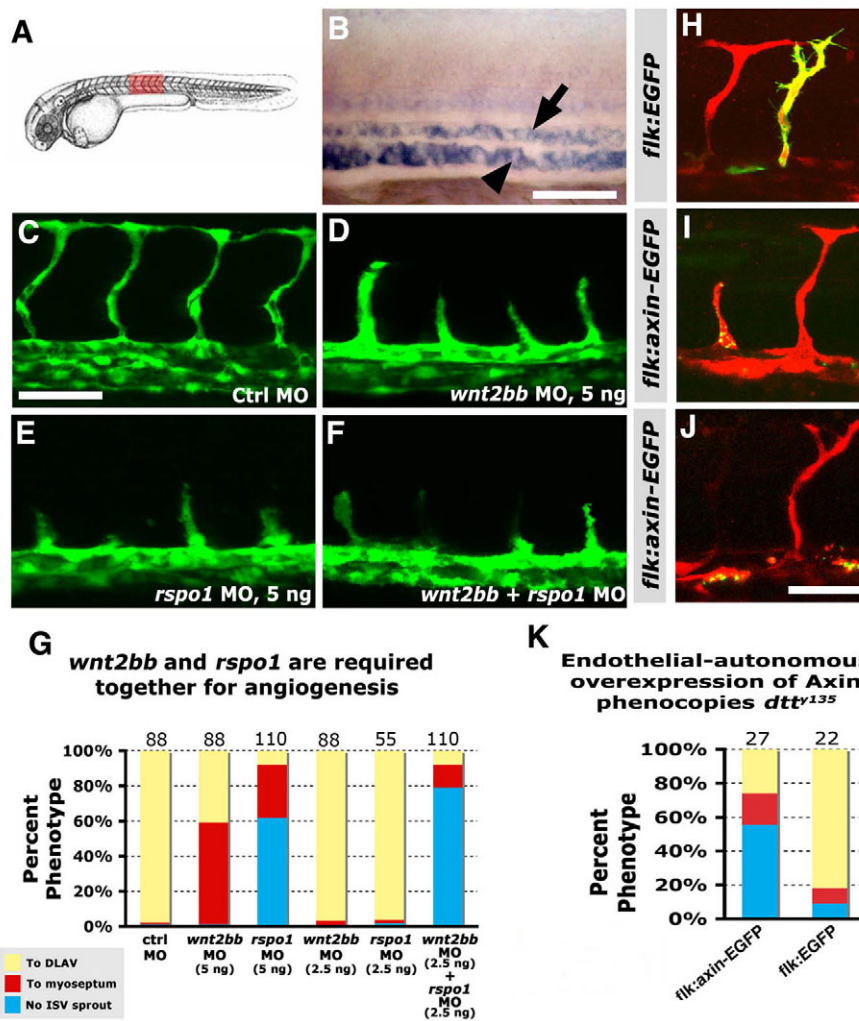 A
B
C
Ctrl MO
D
wnt2bb MO, 5 ng
E
rspo1 MO, 5 ng
F
wnt2bb + rspo1 MO
flk:EGFP
H
flk:axin-EGFP
I
flk:axin-EGFP
J
G
wnt2bb and rspo1 are required
together for angiogenesis
88 88 110 88 55 110
100%
80%
60%
40%
20%
0%
Percent
Phenotype
ctrl
MO
wnt2bb
MO
(5 ng)
rspo1
MO
(5 ng)
wnt2bb
MO
(2.5 ng)
rspo1
MO
(2.5 ng)
wnt2bb
MO
(2.5 ng)
+
rspo1
MO
(2.5 ng)
To DLAV
To myoseptum
No ISV sprout
K
Endothelial-autonomous
overexpression of Axin
phenocopies dtt^y135
27 22
100%
80%
60%
40%
20%
0%
Percent
Phenotype
flk:axin-EGFP
flk:EGFP